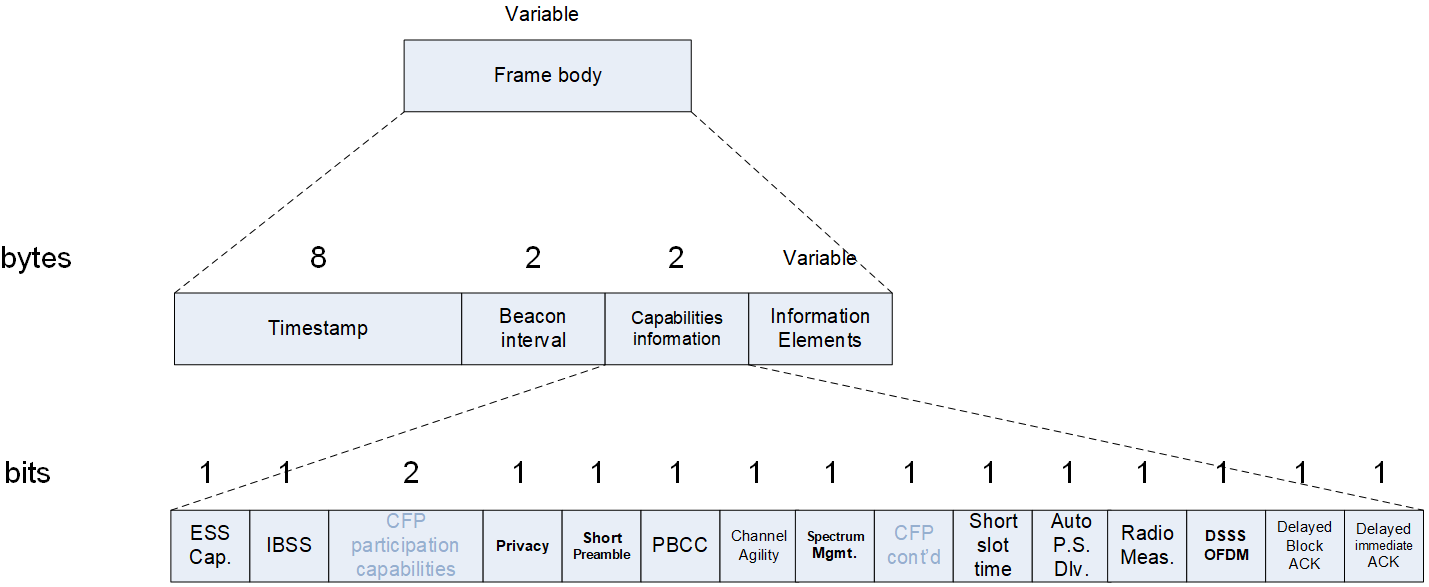 Variable
Frame body
bytes 8 2 2 Variable
Timestamp
Beacon
interval
Capabilities
information
Information
Elements
bits 1 1 2 1 1 1 1 1 1 1 1 1 1 1 1
ESS
Cap.
IBSS
CFP
participation
capabilities
Privacy
Short
Preamble
PBCC
Channel
Agility
Spectrum
Mgmt.
CFP
cont'd
Short
slot
time
Auto
P.S.
Dlv.
Radio
Meas.
DSSS
OFDM
Delayed
Block
ACK
Delayed
immediate
ACK